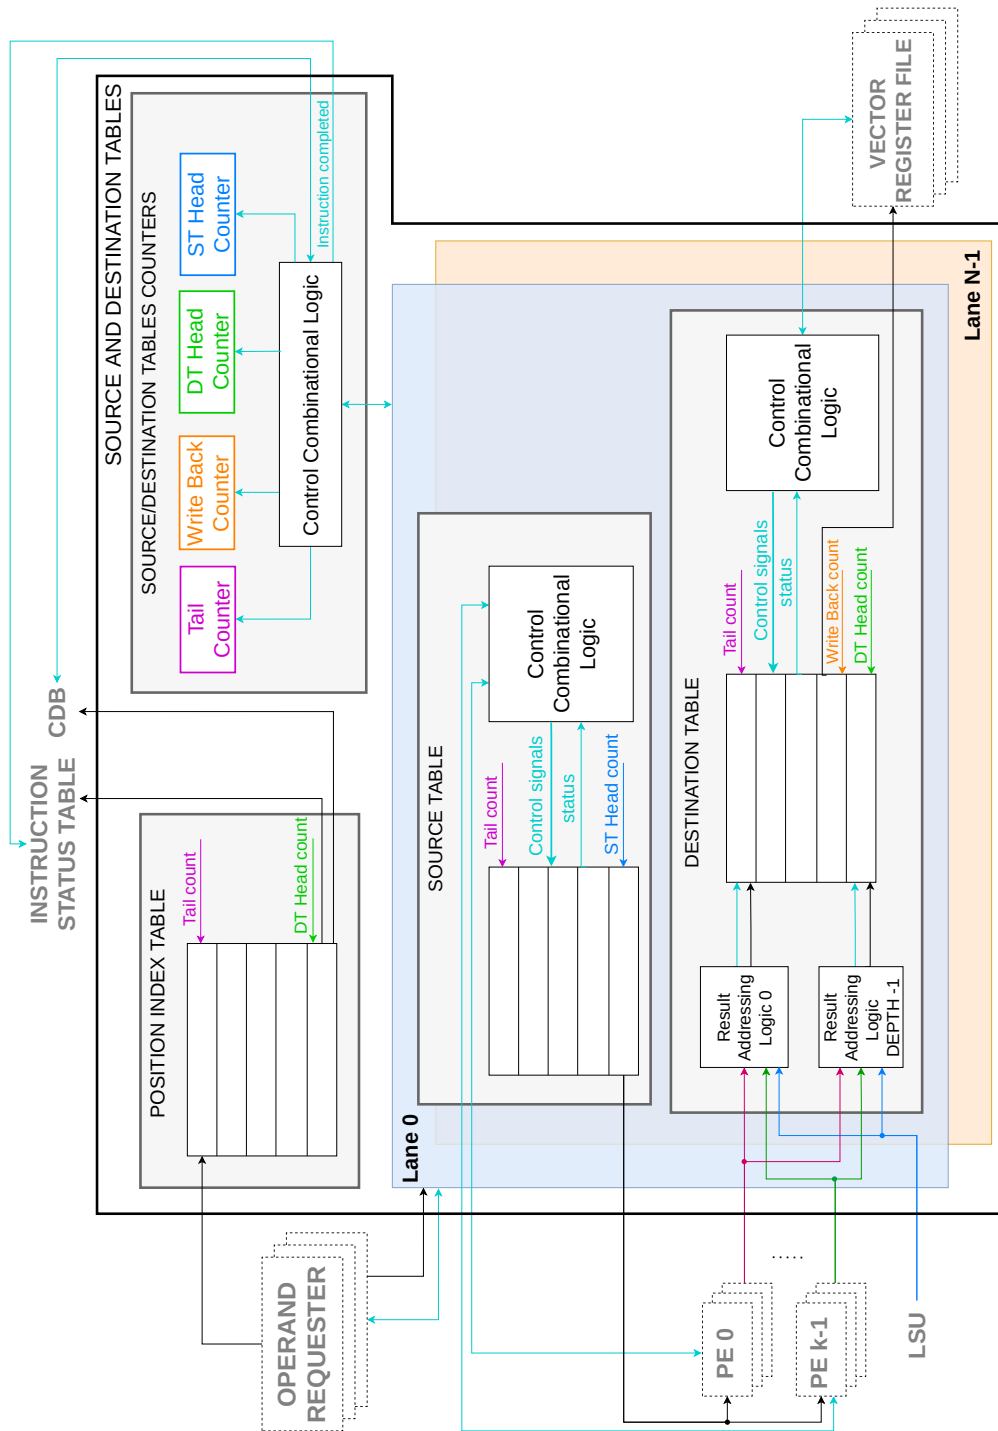 INSTRUCTION
STATUS TABLE
CDB
SOURCE AND DESTINATION TABLES
SOURCE/DESTINATION TABLES COUNTERS
Tail
Counter
Write Back
Counter
DT Head
Counter
ST Head
Counter
Control Combinational Logic
Instruction completed
POSITION INDEX TABLE
Tail count
DT Head count
OPERAND
REQUESTER
Lane 0
Lane N-1
SOURCE TABLE
Tail count
Control signals
status
ST Head count
Control
Combinational
Logic
DESTINATION TABLE
Result
Addressing
Logic 0
Result
Addressing
Logic
DEPTH -1
Tail count
Control signals
status
Write Back count
DT Head count
Control
Combinational
Logic
VECTOR
REGISTER FILE
PE 0
.....
PE k-1
LSU